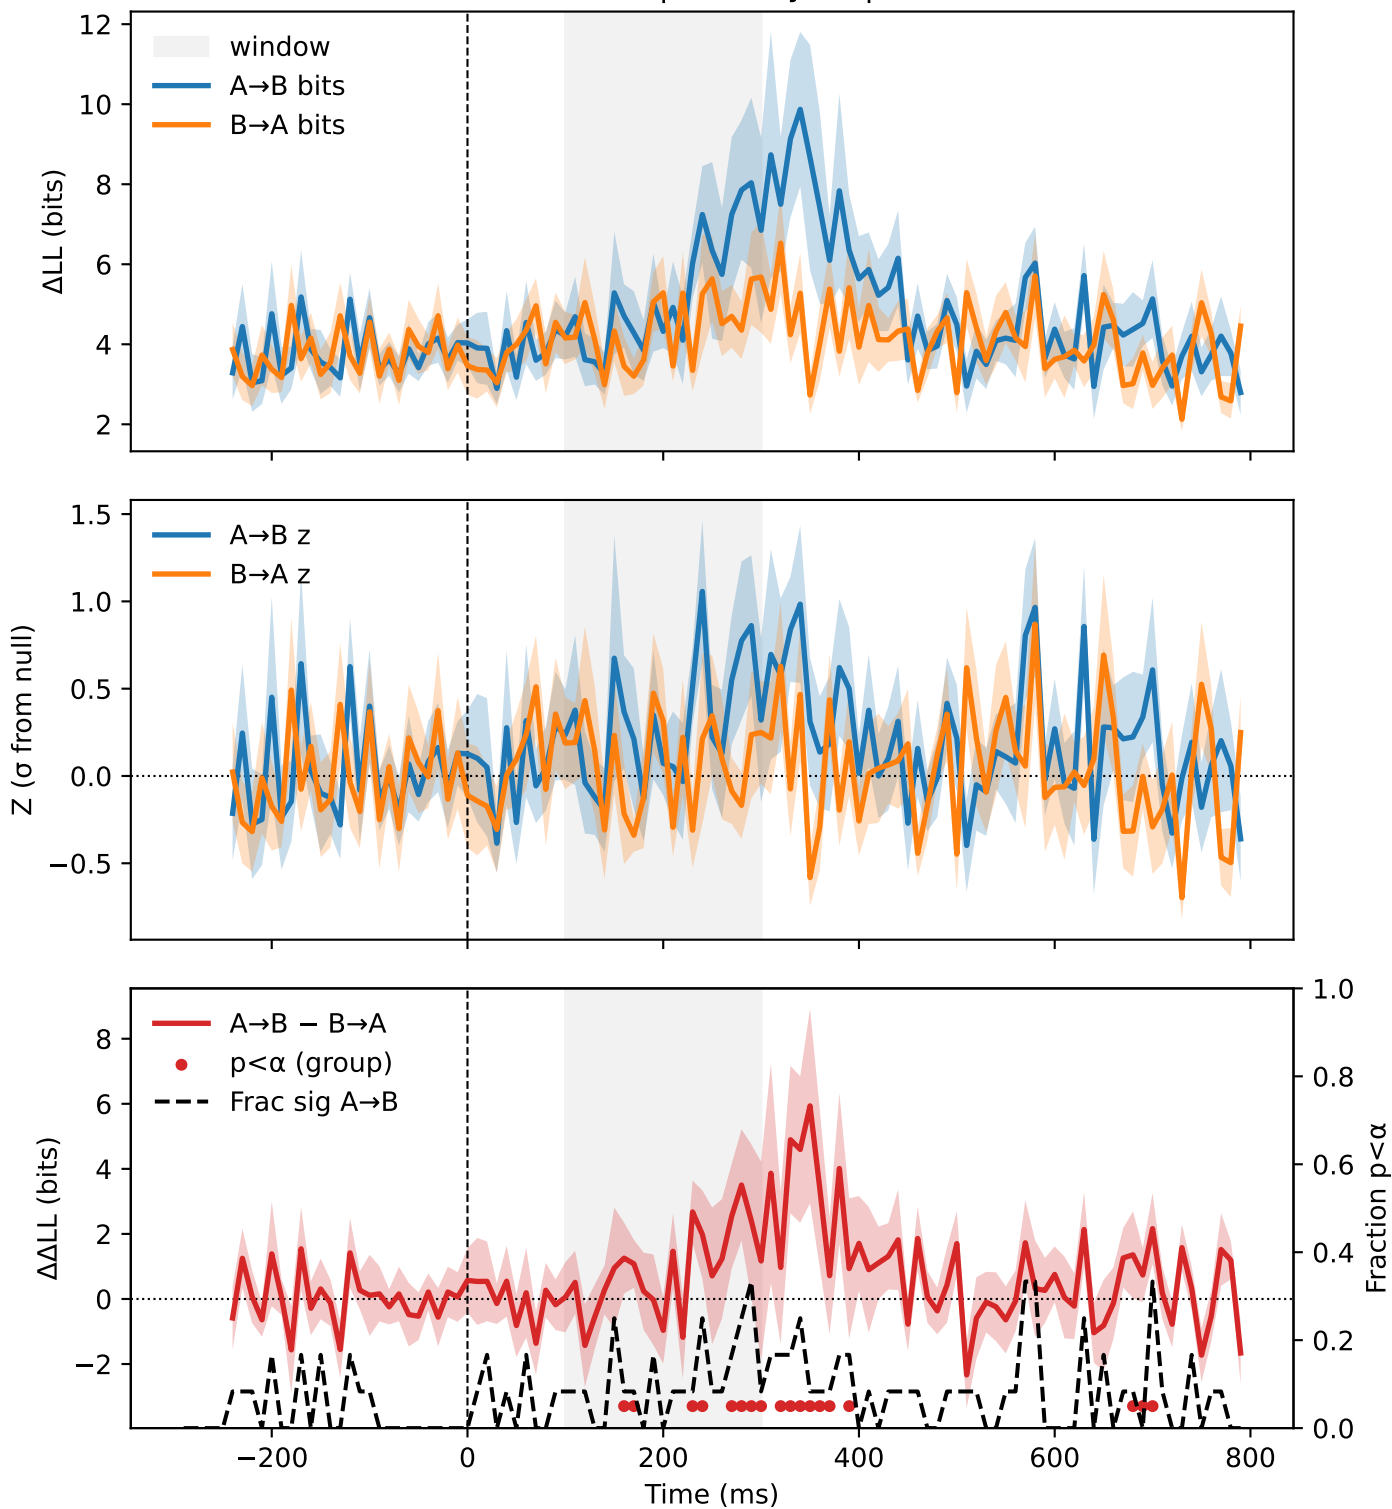 12
10
8
6
4
2
ΔLL (bits)
window
A→B bits
B→A bits
1.5
1.0
0.5
0.0
−0.5
Z (σ from null)
A→B z
B→A z
8
6
4
2
0
−2
ΔΔLL (bits)
A→B − B→A
p<α (group)
Frac sig A→B
1.0
0.8
0.6
0.4
0.2
0.0
Fraction p<α
−200
0
200
400
600
800
Time (ms)